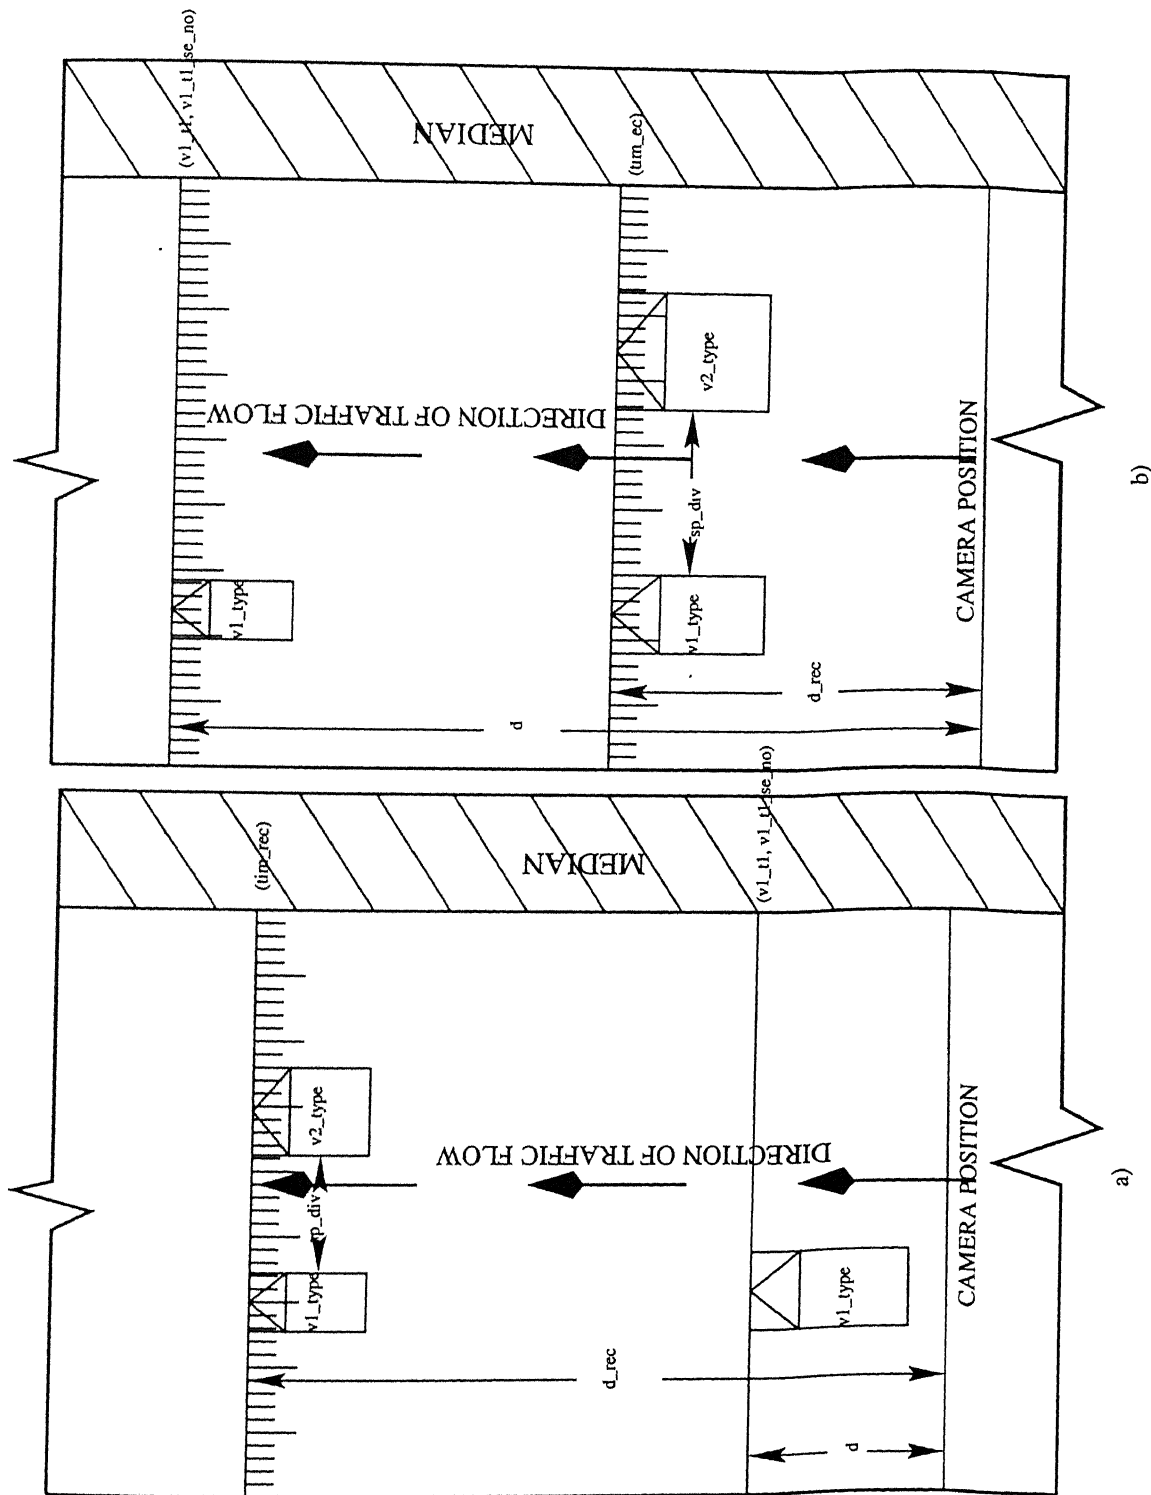 (v1_t1, v1_t1_se_no)
MEDIAN
(tim_ec)
DIRECTION OF TRAFFIC FLOW
v1_type
v2_type
sp_div
v1_type
d
d_rec
CAMERA POSITION
b)
(tim_rec)
MEDIAN
(v1_t1, v1_t1_se_no)
v2_type
sp_div
v1_type
DIRECTION OF TRAFFIC FLOW
v1_type
d_rec
d
CAMERA POSITION
a)